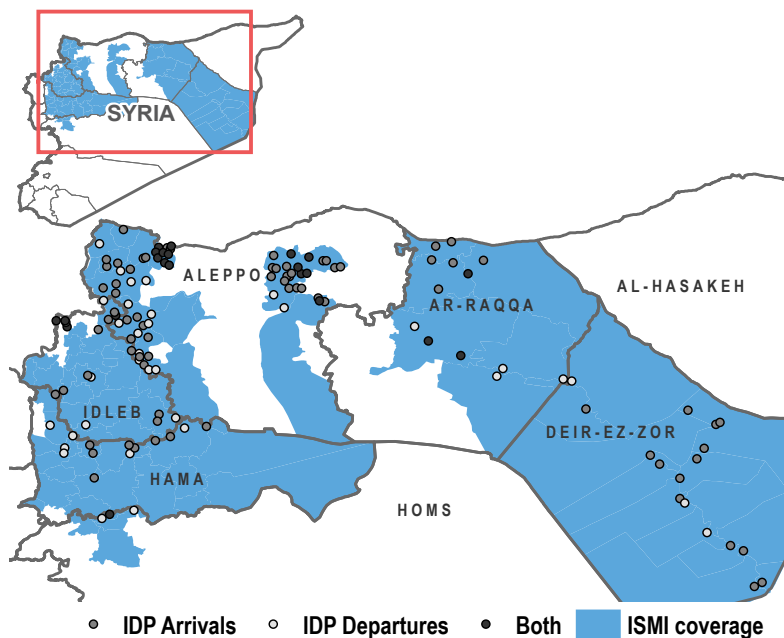 SYRIA
ALEPPO
AL-HASAKEH
AR-RAQQA
IDLEB
DEIR-EZ-ZOR
HAMA
HOMS
IDP Arrivals IDP Departures Both ISMI coverage